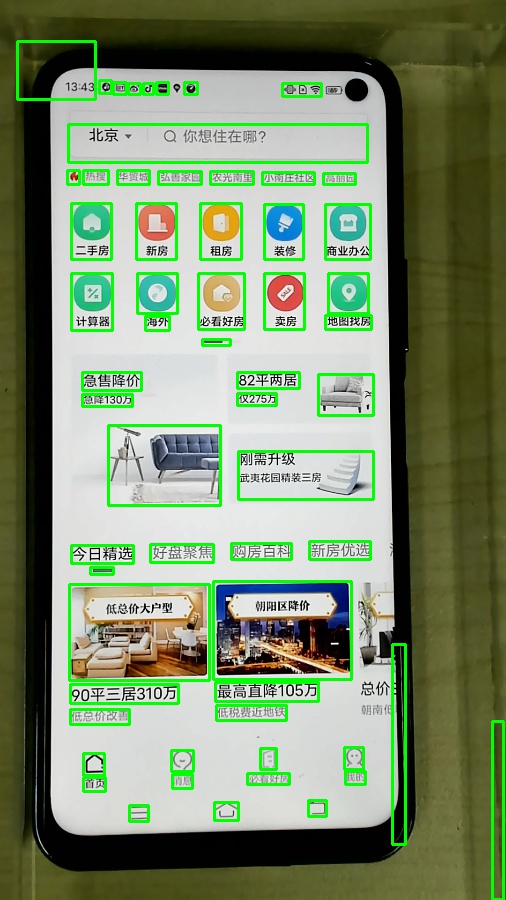 13:43
北京 你想住在哪?
热搜 华贸城 弘善家园 农光南里 小南庄社区 高丽园
二手房 新房 租房 装修 商业办公
SALE
计算器 海外 必看好房 卖房 地图找房
急售降价
急降130万
82平两居
仅275万
刚需升级
武夷花园精装三房
今日精选 好盘聚焦 购房百科 新房优选
低总价大户型 朝阳区降价
90平三居310万 最高直降105万 总价
低总价改善 低税费近地铁 朝南低
首页 消息 必看好房 我的